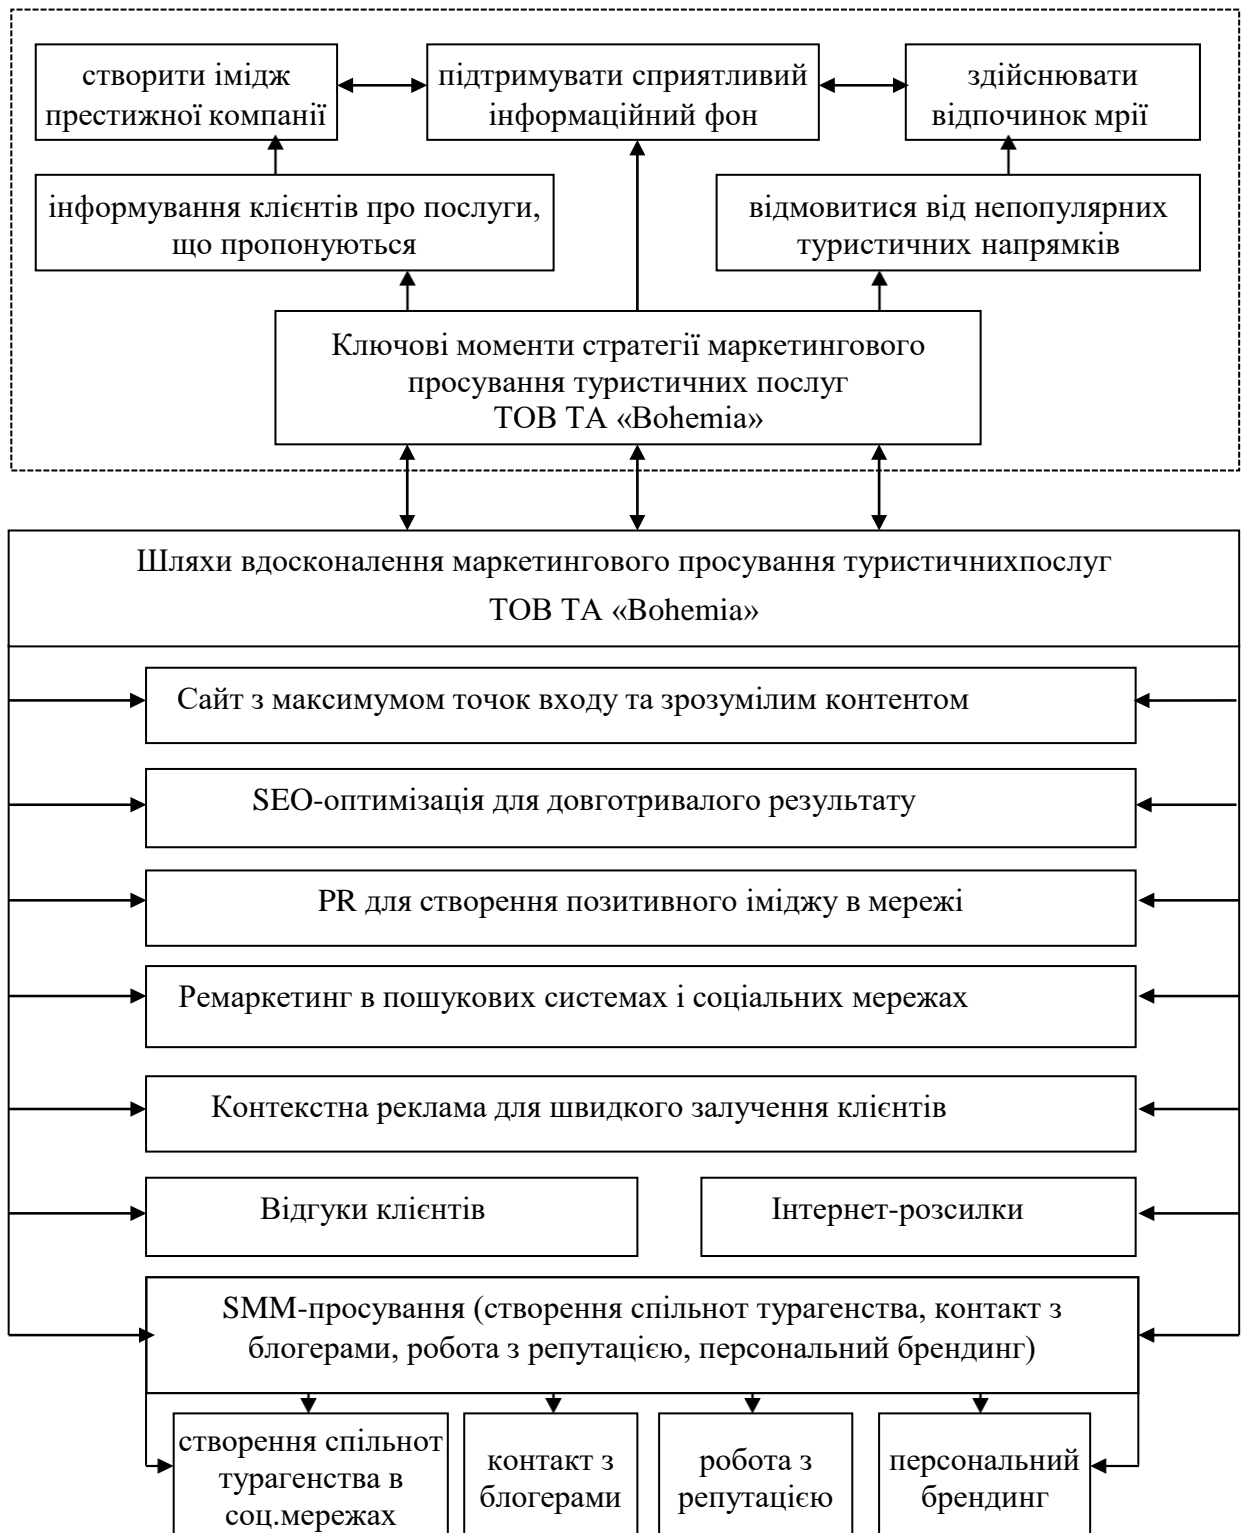 створити імідж
престижної компанії
підтримувати сприятливий
інформаційний фон
здійснювати
відпочинок мрії
інформування клієнтів про послуги,
що пропонуються
відмовитися від непопулярних
туристичних напрямків
Ключові моменти стратегії маркетингового
просування туристичних послуг
ТОВ ТА «Bohemia»
Шляхи вдосконалення маркетингового просування туристичнихпослуг
ТОВ ТА «Bohemia»
Сайт з максимумом точок входу та зрозумілим контентом
SEO-оптимізація для довготривалого результату
PR для створення позитивного іміджу в мережі
Ремаркетинг в пошукових системах і соціальних мережах
Контекстна реклама для швидкого залучення клієнтів
Відгуки клієнтів
Інтернет-розсилки
SMM-просування (створення спільнот турагенства, контакт з
блогерами, робота з репутацією, персональний брендинг)
створення спільнот
турагенства в
соц.мережах
контакт з
блогерами
робота з
репутацією
персональний
брендинг